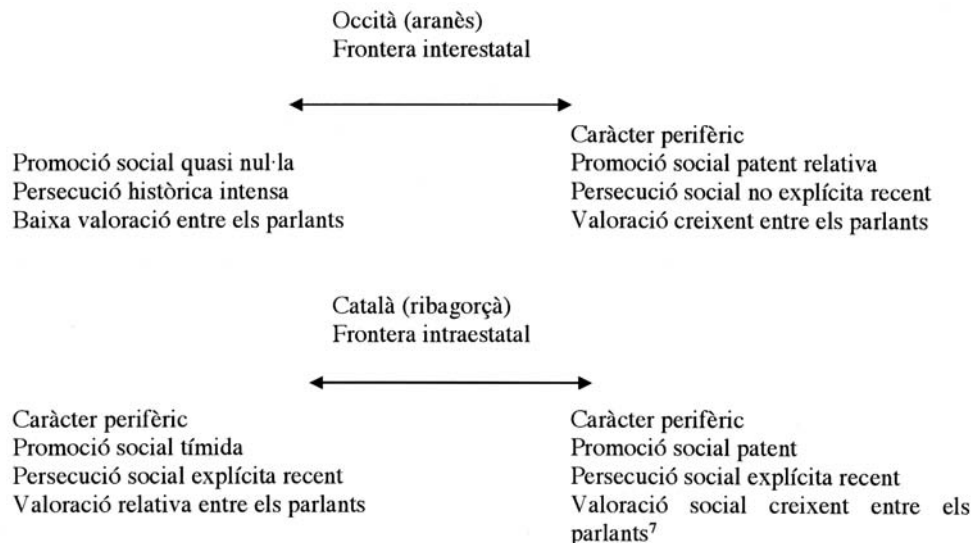 Occità (aranès)
Frontera interestatal
Promoció social quasi nul·la
Persecució històrica intensa
Baixa valoració entre els parlants
Caràcter perifèric
Promoció social patent relativa
Persecució social no explícita recent
Valoració creixent entre els parlants
Català (ribagorçà)
Frontera intraestatal
Caràcter perifèric
Promoció social tímida
Persecució social explícita recent
Valoració relativa entre els parlants
Caràcter perifèric
Promoció social patent
Persecució social explícita recent
Valoració social creixent entre els
parlants⁷